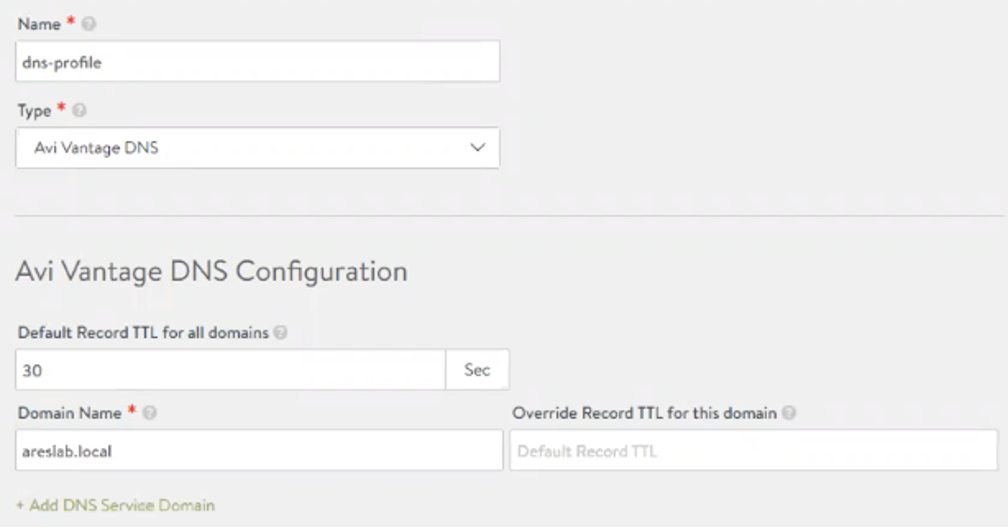 Name *
dns-profile
Type *
Avi Vantage DNS
Avi Vantage DNS Configuration
Default Record TTL for all domains
30 Sec
Domain Name * Override Record TTL for this domain
areslab.local Default Record TTL
+ Add DNS Service Domain